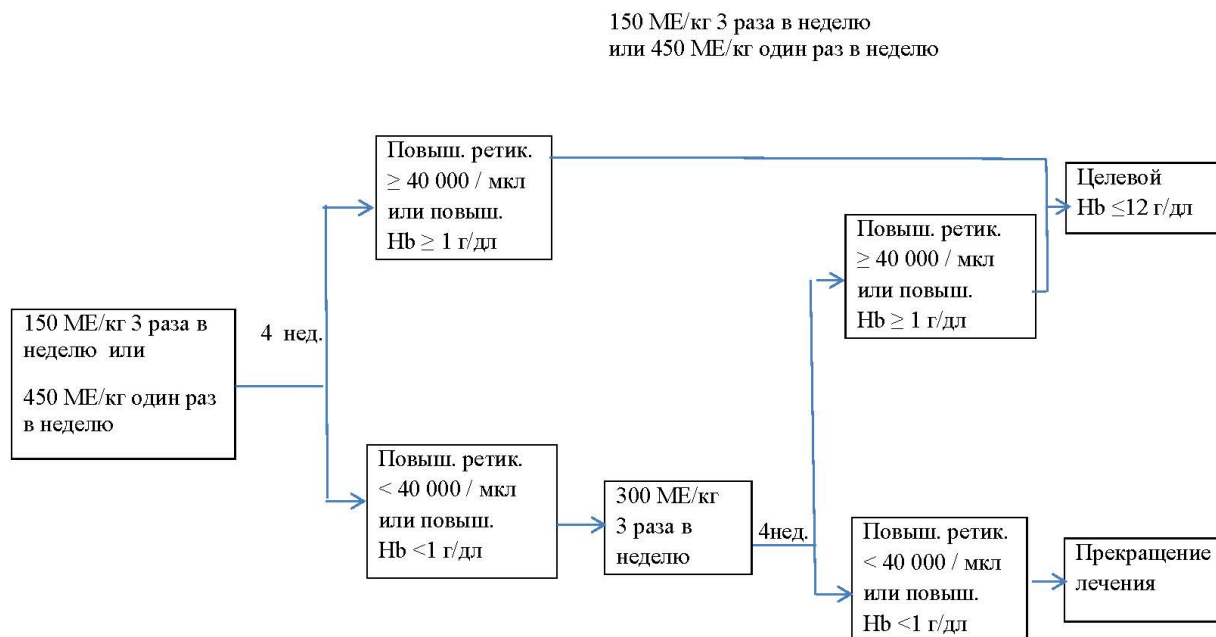 150 МЕ/кг 3 раза в неделю
или 450 МЕ/кг один раз в неделю
Повыш. ретик.
≥ 40 000 / мкл
или повыш.
Hb ≥ 1 г/дл
Целевой
Hb ≤12 г/дл
Повыш. ретик.
≥ 40 000 / мкл
или повыш.
Hb ≥ 1 г/дл
150 МЕ/кг 3 раза в
неделю или
450 МЕ/кг один раз
в неделю
4 нед.
Повыш. ретик.
< 40 000 / мкл
или повыш.
Hb <1 г/дл
300 МЕ/кг
3 раза в
неделю
4нед.
Повыш. ретик.
< 40 000 / мкл
или повыш.
Hb <1 г/дл
Прекращение
лечения